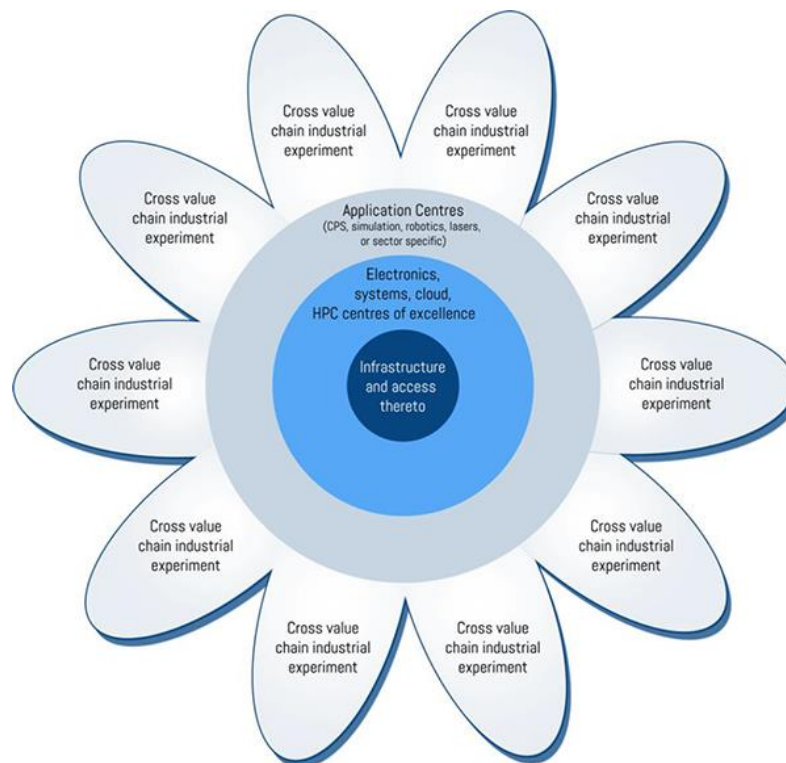 Cross value
chain industrial
experiment
Cross value
chain industrial
experiment
Cross value
chain industrial
experiment
Cross value
chain industrial
experiment
Application Centres
(CPS, simulation, robotics, lasers,
or sector specific)
Electronics,
systems, cloud,
HPC centres of excellence
Cross value
chain industrial
experiment
Infrastructure
and access
thereto
Cross value
chain industrial
experiment
Cross value
chain industrial
experiment
Cross value
chain industrial
experiment
Cross value
chain industrial
experiment
Cross value
chain industrial
experiment